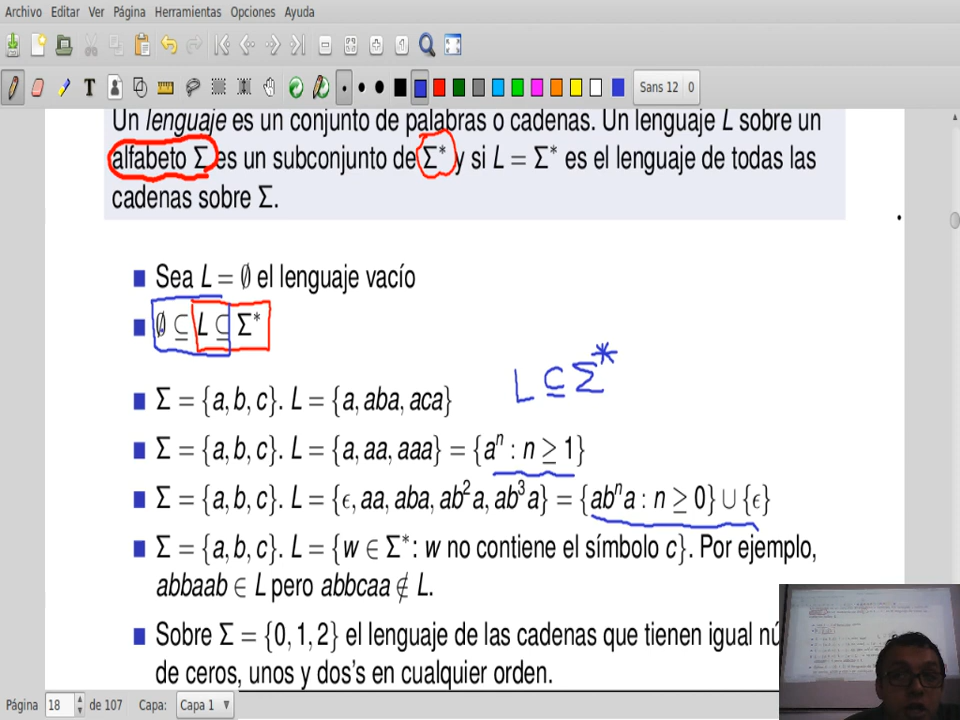 Archivo Editar Ver Página Herramientas Opciones Ayuda
T Sans 12 0
Un lenguaje es un conjunto de palabras o cadenas. Un lenguaje L sobre un
alfabeto Σ es un subconjunto de Σ* y si L = Σ* es el lenguaje de todas las
cadenas sobre Σ.
Sea L = ∅ el lenguaje vacío
∅ ⊆ L ⊆ Σ*
L ⊆ Σ*
Σ = {a, b, c}. L = {a, aba, aca}
Σ = {a, b, c}. L = {a, aa, aaa} = {aⁿ : n ≥ 1}
Σ = {a, b, c}. L = {ϵ, aa, aba, ab²a, ab³a} = {abⁿa : n ≥ 0} ∪ {ϵ}
Σ = {a, b, c}. L = {w ∈ Σ* : w no contiene el símbolo c}. Por ejemplo,
abbaab ∈ L pero abbcaa ∉ L.
Sobre Σ = {0, 1, 2} el lenguaje de las cadenas que tienen igual nú
de ceros, unos y dos's en cualquier orden.
Página 18 de 107 Capa: Capa 1